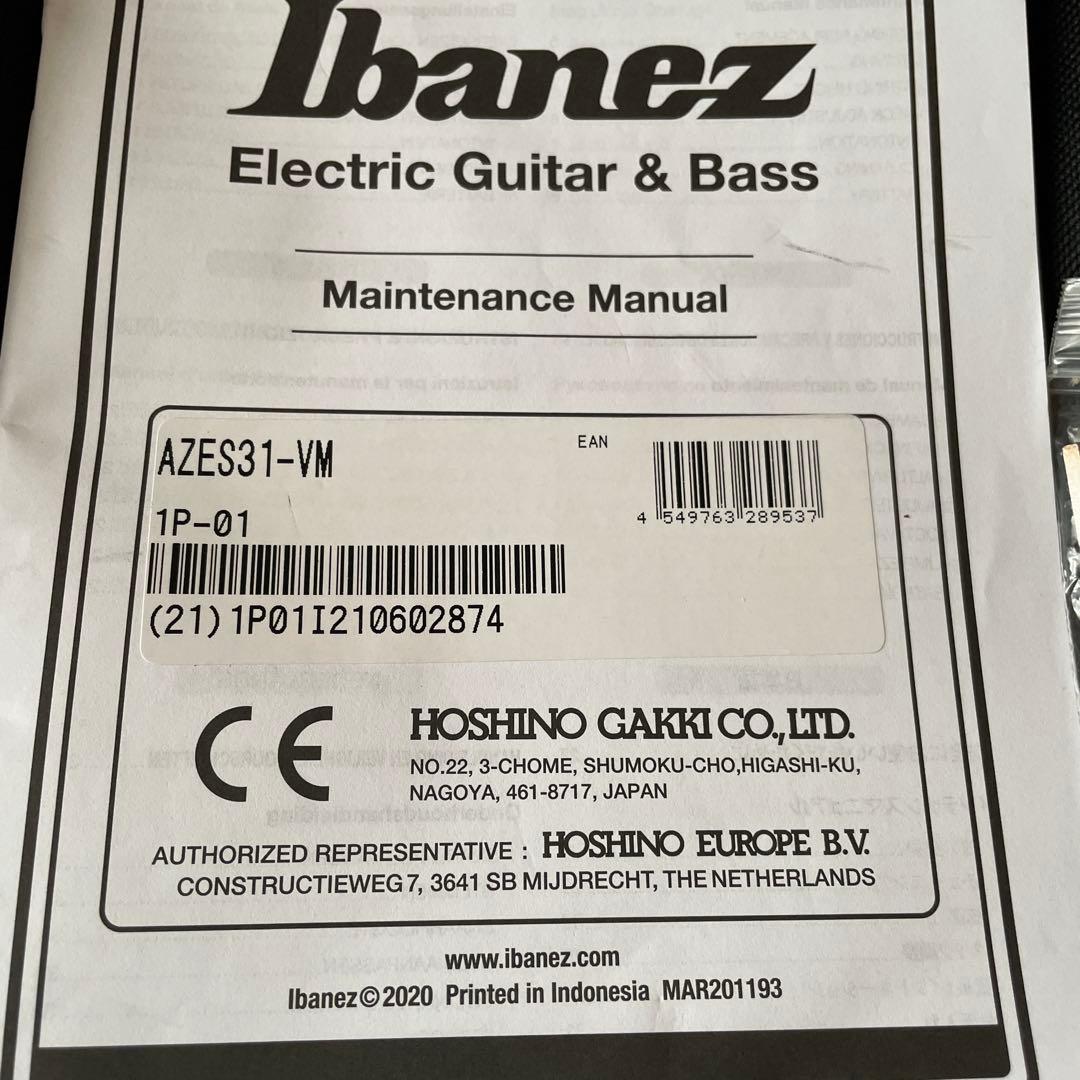 Ibanez
Electric Guitar & Bass
Maintenance Manual
AZES31-VM
EAN
4 549763 289537
1P-01
(21)1P01I210602874
CE
HOSHINO GAKKI CO.,LTD.
NO.22, 3-CHOME, SHUMOKU-CHO,HIGASHI-KU,
NAGOYA, 461-8717, JAPAN
AUTHORIZED REPRESENTATIVE : HOSHINO EUROPE B.V.
CONSTRUCTIEWEG 7, 3641 SB MIJDRECHT, THE NETHERLANDS
www.ibanez.com
Ibanez©2020 Printed in Indonesia MAR201193